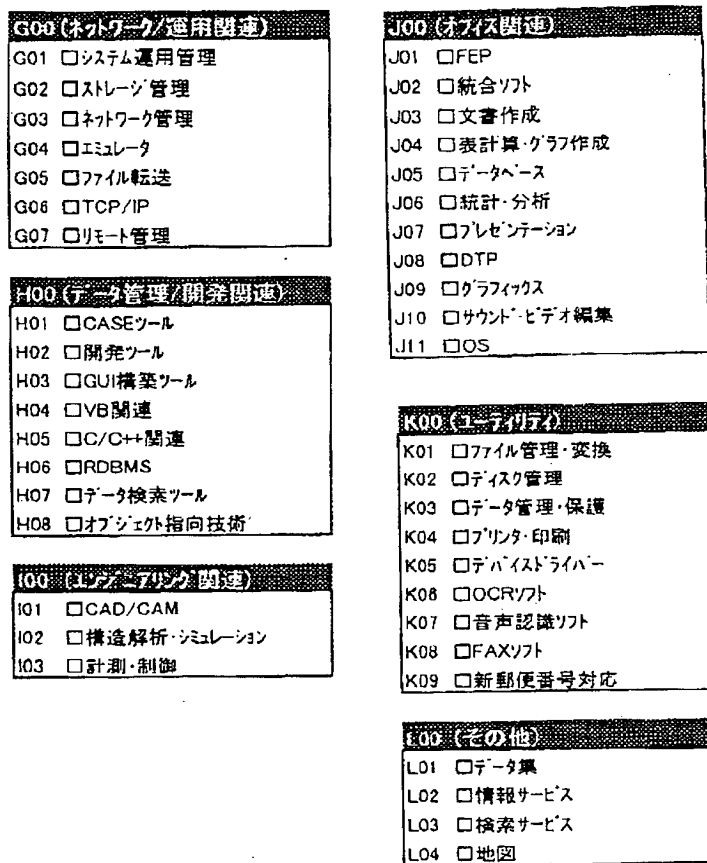 G00 (ネットワーク/運用関連)
G01 □システム運用管理
G02 □ストレージ管理
G03 □ネットワーク管理
G04 □エミュレータ
G05 □ファイル転送
G06 □TCP/IP
G07 □リモート管理
H00 (データ管理/開発関連)
H01 □CASEツール
H02 □開発ツール
H03 □GUI構築ツール
H04 □VB関連
H05 □C/C++関連
H06 □RDBMS
H07 □データ検索ツール
H08 □オブジェクト指向技術
I00 (エンジニアリング関連)
I01 □CAD/CAM
I02 □構造解析・シミュレーション
I03 □計測・制御
J00 (オフィス関連)
J01 □FEP
J02 □統合ソフト
J03 □文書作成
J04 □表計算・グラフ作成
J05 □データベース
J06 □統計・分析
J07 □プレゼンテーション
J08 □DTP
J09 □グラフィックス
J10 □サウンド・ビデオ編集
J11 □OS
K00 (ユーティリティ)
K01 □ファイル管理・変換
K02 □ディスク管理
K03 □データ管理・保護
K04 □プリンタ・印刷
K05 □デバイスドライバー
K06 □OCRソフト
K07 □音声認識ソフト
K08 □FAXソフト
K09 □新郵便番号対応
L00 (その他)
L01 □データ集
L02 □情報サービス
L03 □検索サービス
L04 □地図